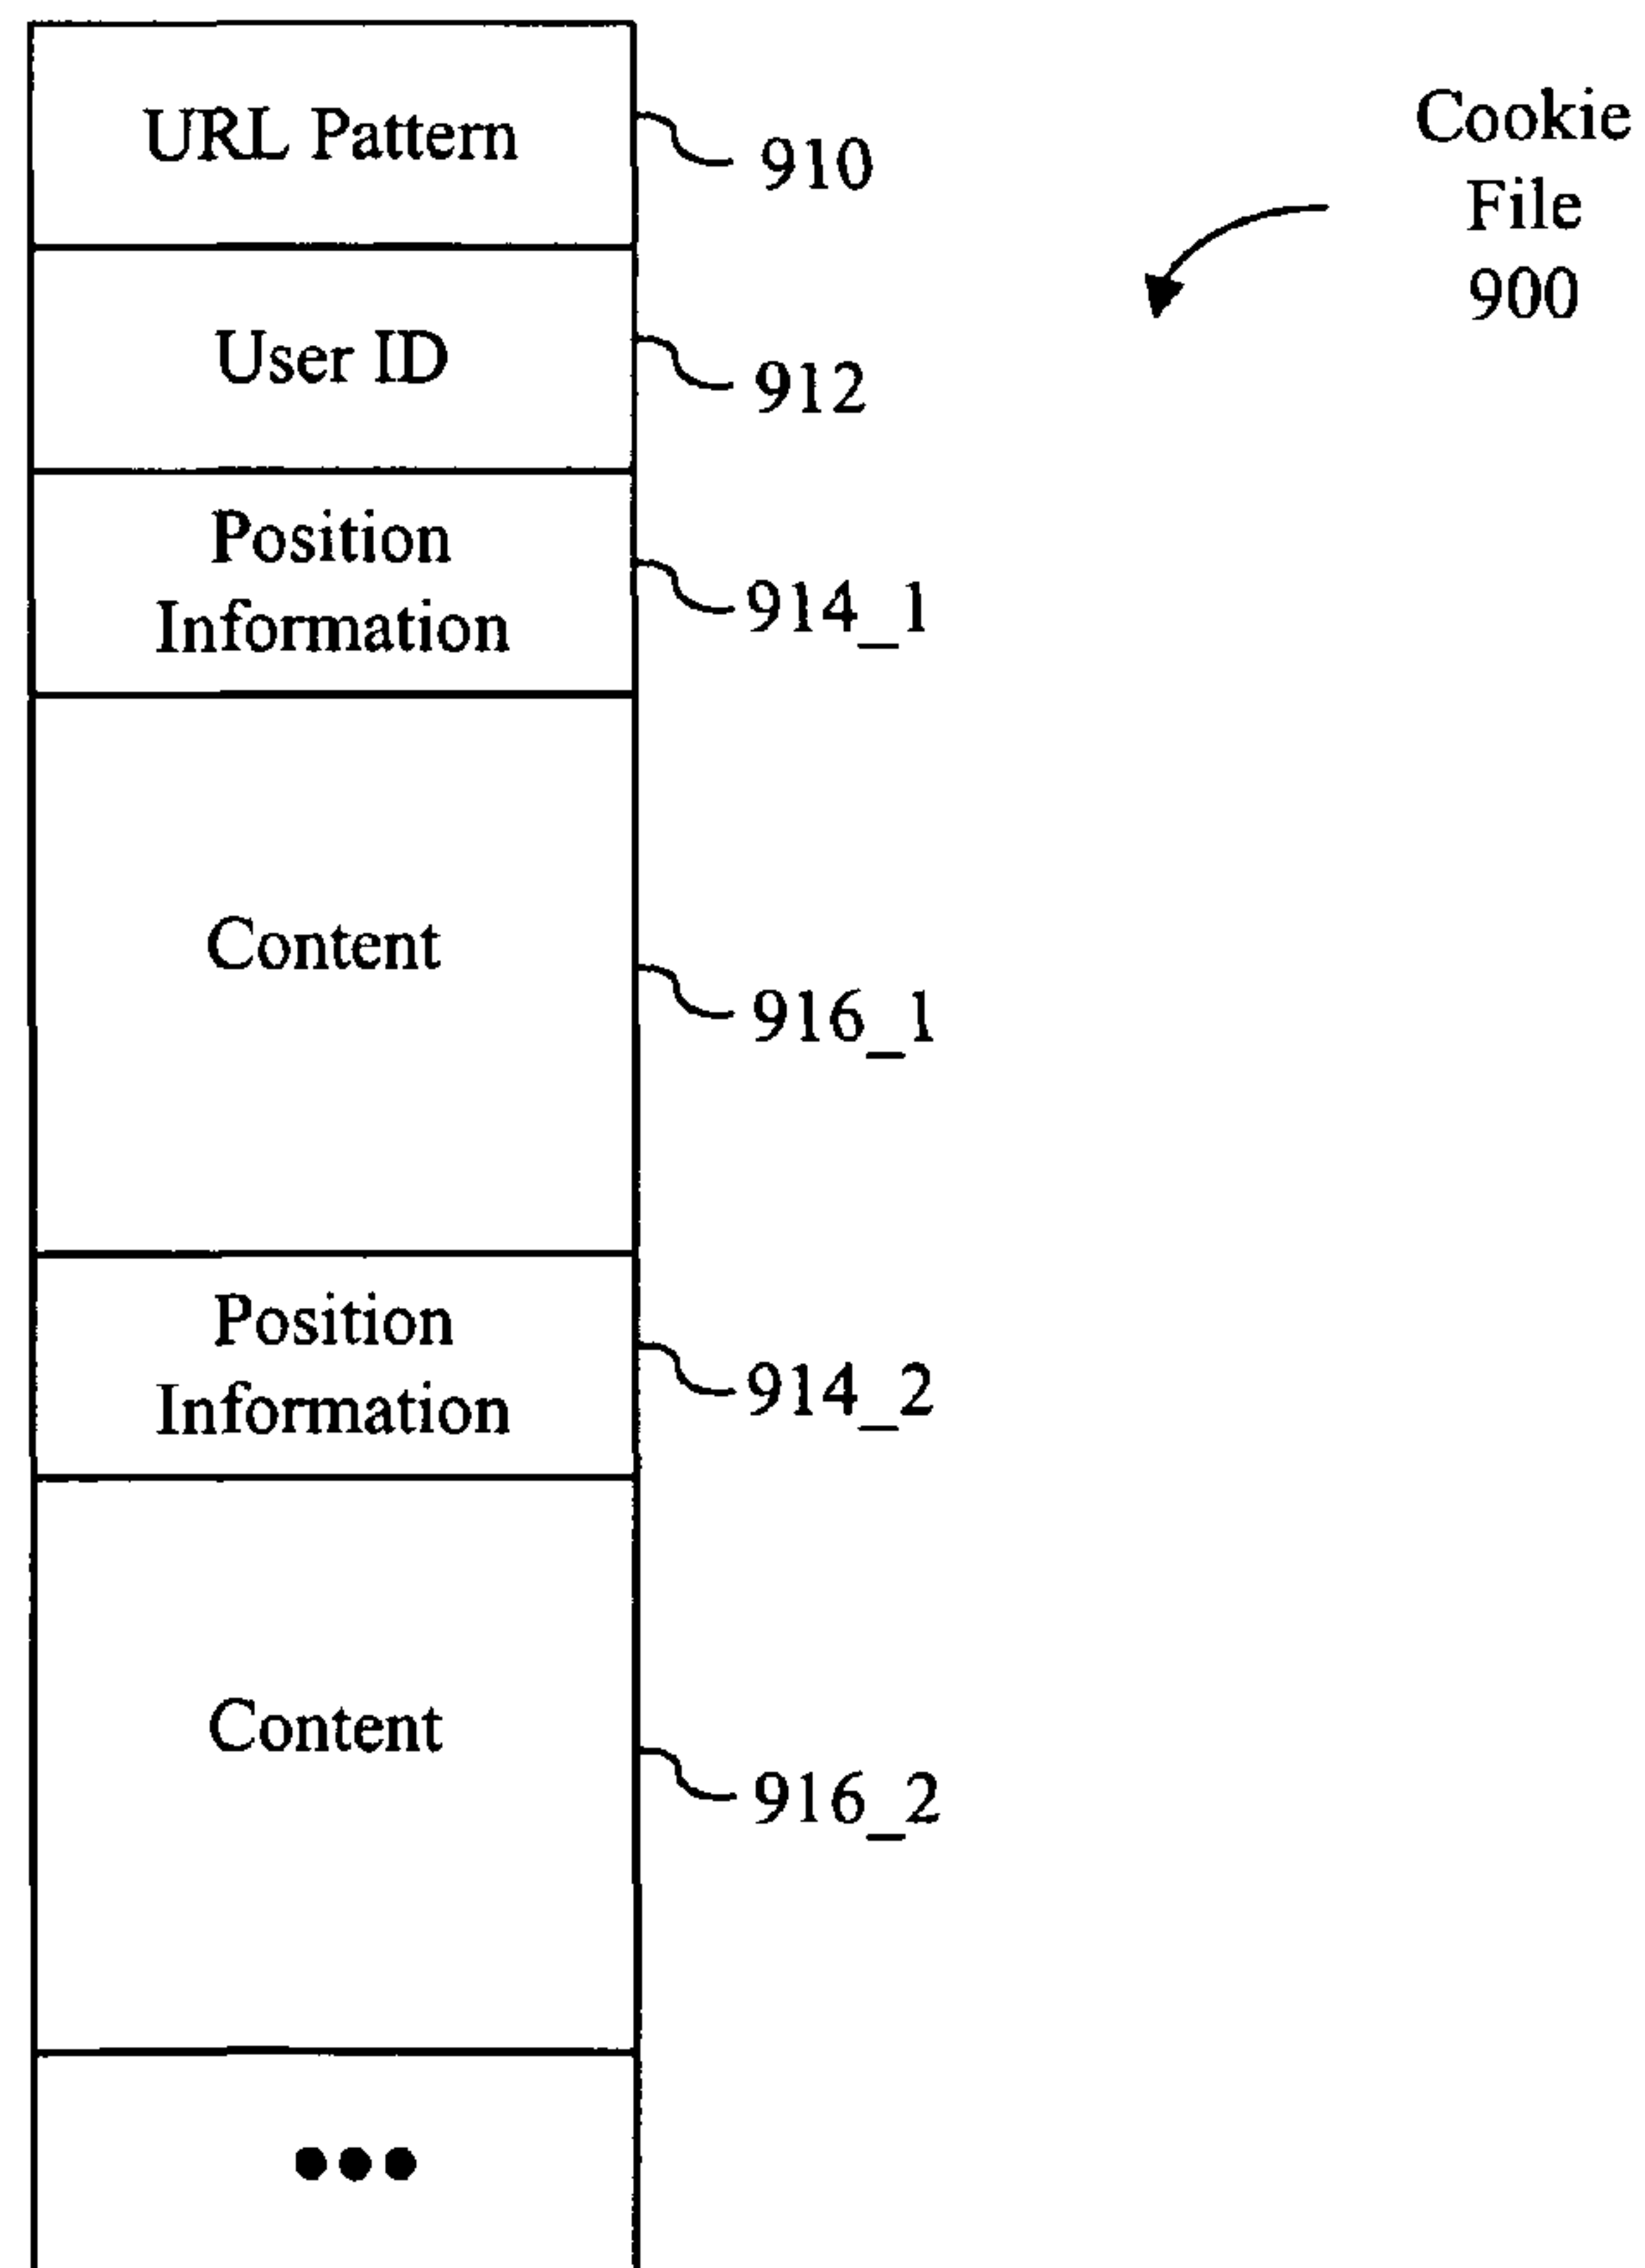 URL Pattern
910
Cookie
File
900
User ID
912
Position
Information
914_1
Content
916_1
Position
Information
914_2
Content
916_2